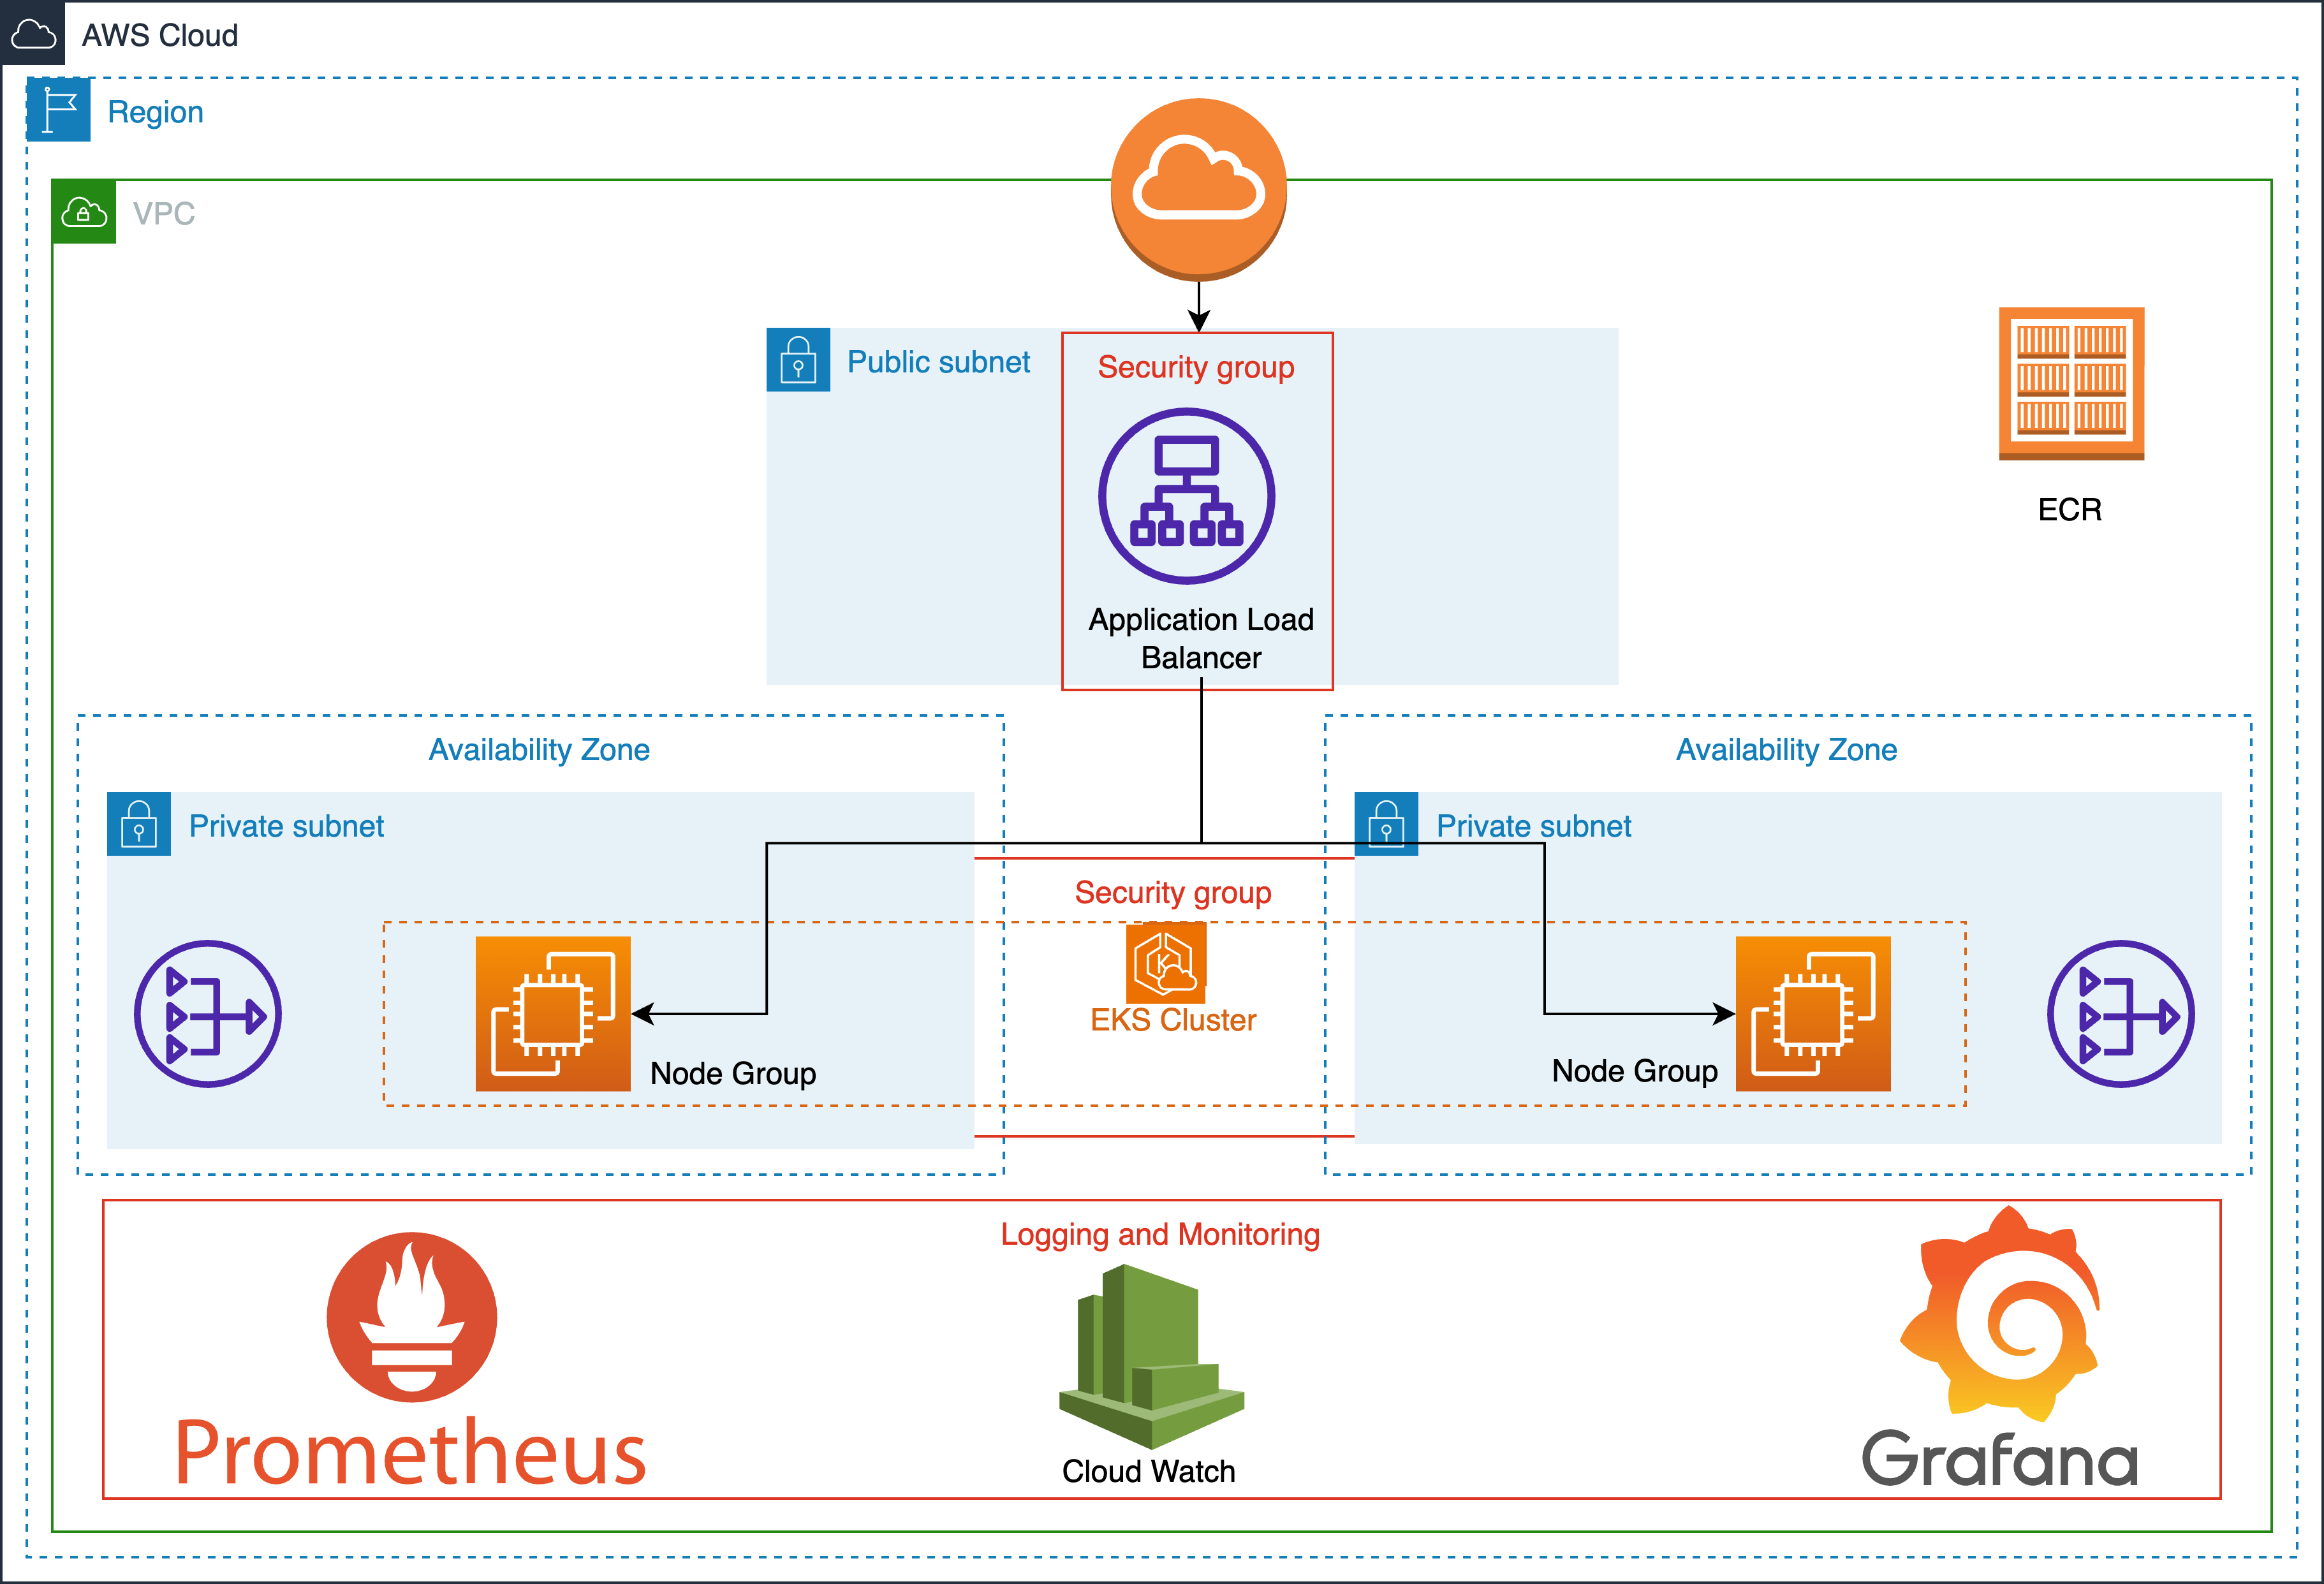 AWS Cloud
Region
VPC
Public subnet
Security group
Application Load
Balancer
ECR
Availability Zone
Availability Zone
Private subnet
Private subnet
Security group
EKS Cluster
Node Group
Node Group
Logging and Monitoring
Prometheus
Cloud Watch
Grafana